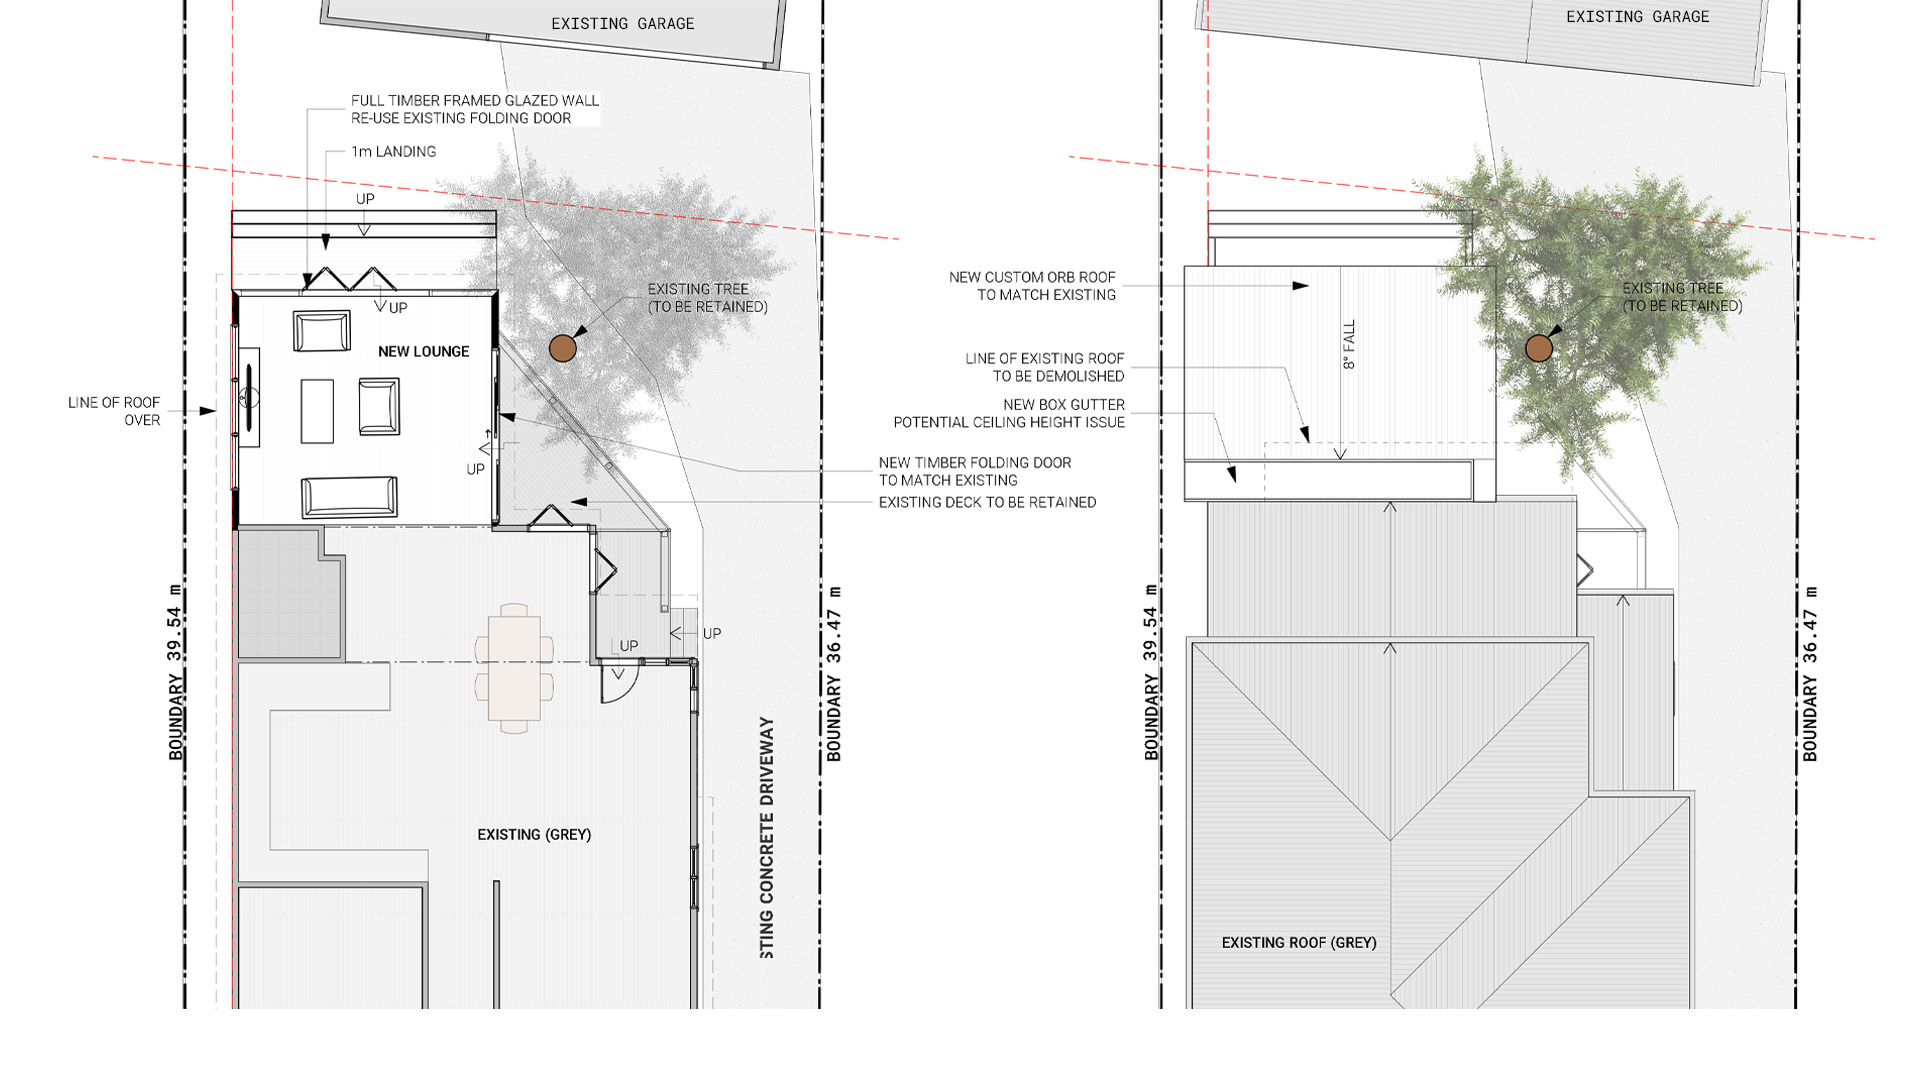 EXISTING GARAGE
FULL TIMBER FRAMED GLAZED WALL
RE-USE EXISTING FOLDING DOOR
1m LANDING
UP
EXISTING TREE
(TO BE RETAINED)
UP
NEW LOUNGE
LINE OF ROOF
OVER
UP
NEW TIMBER FOLDING DOOR
TO MATCH EXISTING
EXISTING DECK TO BE RETAINED
UP
UP
BOUNDARY 39.54 m
BOUNDARY 36.47 m
STING CONCRETE DRIVEWAY
EXISTING (GREY)
EXISTING GARAGE
NEW CUSTOM ORB ROOF
TO MATCH EXISTING
EXISTING TREE
(TO BE RETAINED)
8° FALL
LINE OF EXISTING ROOF
TO BE DEMOLISHED
NEW BOX GUTTER
POTENTIAL CEILING HEIGHT ISSUE
BOUNDARY 39.54 m
BOUNDARY 36.47 m
EXISTING ROOF (GREY)